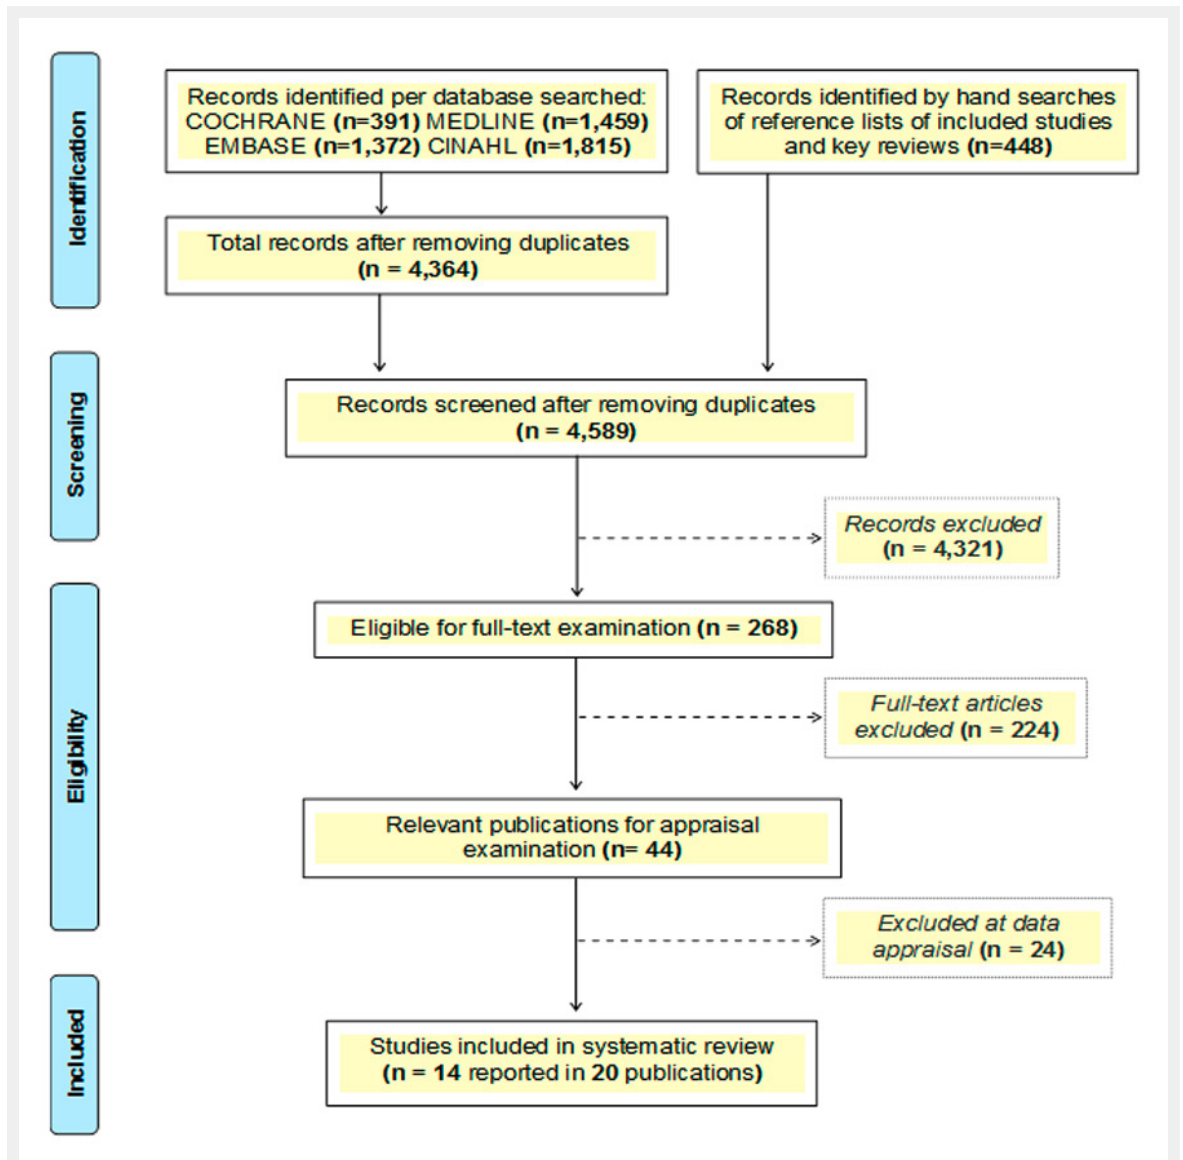 Identification
Records identified per database searched:
COCHRANE (n=391) MEDLINE (n=1,459)
EMBASE (n=1,372) CINAHL (n=1,815)
Records identified by hand searches
of reference lists of included studies
and key reviews (n=448)
Total records after removing duplicates
(n = 4,364)
Screening
Records screened after removing duplicates
(n = 4,589)
Records excluded
(n = 4,321)
Eligibility
Eligible for full-text examination (n = 268)
Full-text articles
excluded (n = 224)
Relevant publications for appraisal
examination (n= 44)
Excluded at data
appraisal (n = 24)
Included
Studies included in systematic review
(n = 14 reported in 20 publications)